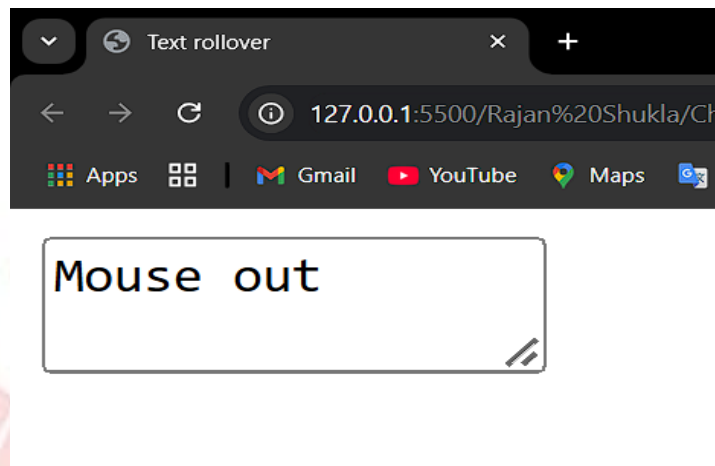 Text rollover
127.0.0.1:5500/Rajan%20Shukla/Ch
Apps Gmail YouTube Maps
Mouse out